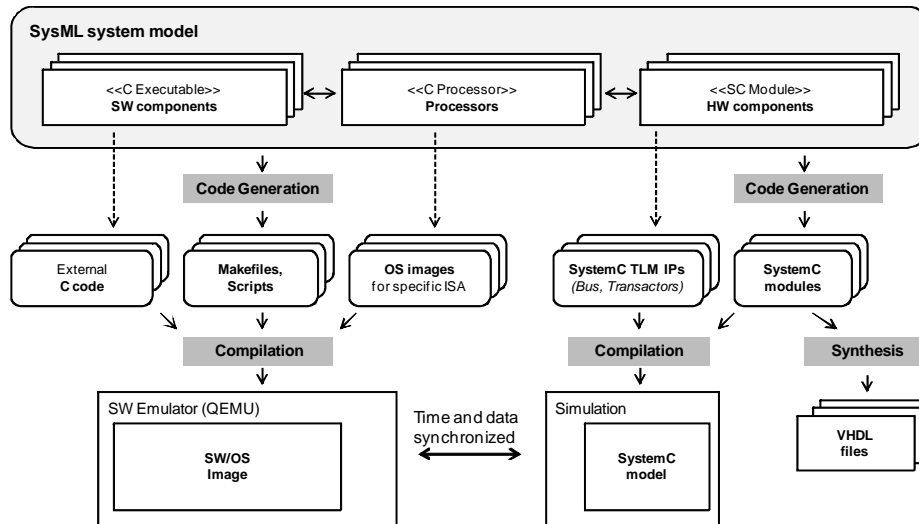 SysML system model
<<C Executable>>
SW components
<<C Processor>>
Processors
<<SC Module>>
HW components
Code Generation
Code Generation
External
C code
Makefiles,
Scripts
OS images
for specific ISA
SystemC TLM IPs
(Bus, Transactors)
SystemC
modules
Compilation
Compilation
Synthesis
SW Emulator (QEMU)
SW/OS
Image
Time and data
synchronized
Simulation
SystemC
model
VHDL
files